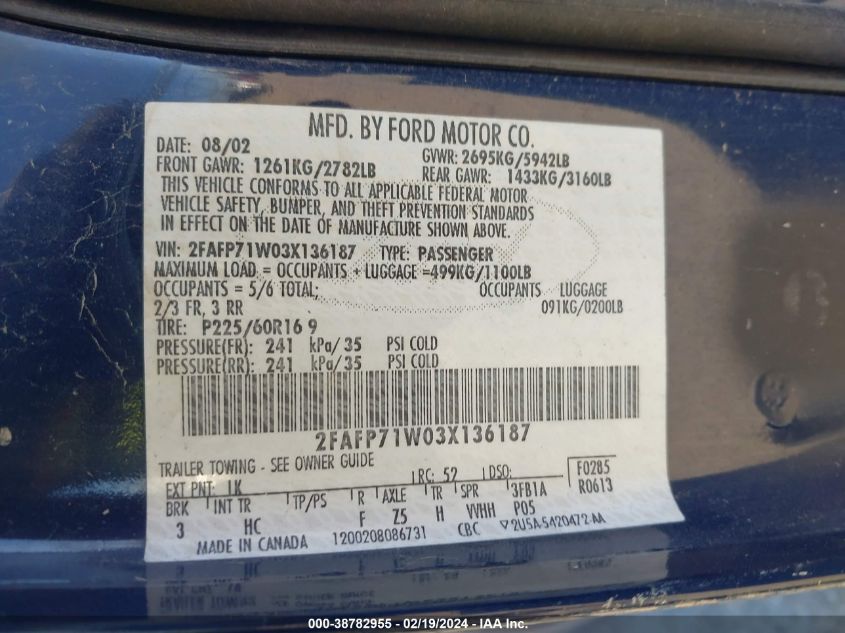 MFD. BY FORD MOTOR CO.
DATE: 08/02 GVWR: 2695KG/5942LB
FRONT GAWR: 1261KG/2782LB REAR GAWR: 1433KG/3160LB
THIS VEHICLE CONFORMS TO ALL APPLICABLE FEDERAL MOTOR
VEHICLE SAFETY, BUMPER, AND THEFT PREVENTION STANDARDS
IN EFFECT ON THE DATE OF MANUFACTURE SHOWN ABOVE.
VIN: 2FAFP71W03X136187 TYPE: PASSENGER
MAXIMUM LOAD = OCCUPANTS + LUGGAGE =499KG/1100LB
OCCUPANTS = 5/6 TOTAL; OCCUPANTS LUGGAGE
2/3 FR, 3 RR 091KG/0200LB
TIRE: P225/60R16 9
PRESSURE(FR): 241 kPa/35 PSI COLD
PRESSURE(RR): 241 kPa/35 PSI COLD
2FAFP71W03X136187
TRAILER TOWING - SEE OWNER GUIDE
EXT PNT: 1K RC: 52 DSO: F0285
BRK INT TR TP/PS R AXLE TR SPR 3FB1A R0613
3 HC F Z5 H VVHH P05
MADE IN CANADA 1200208086731 CBC ▽2U5A-5420472-AA
000-38782955 - 02/19/2024 - IAA Inc.